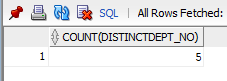 SQL | All Rows Fetched:
COUNT(DISTINCTDEPT_NO)
1 5